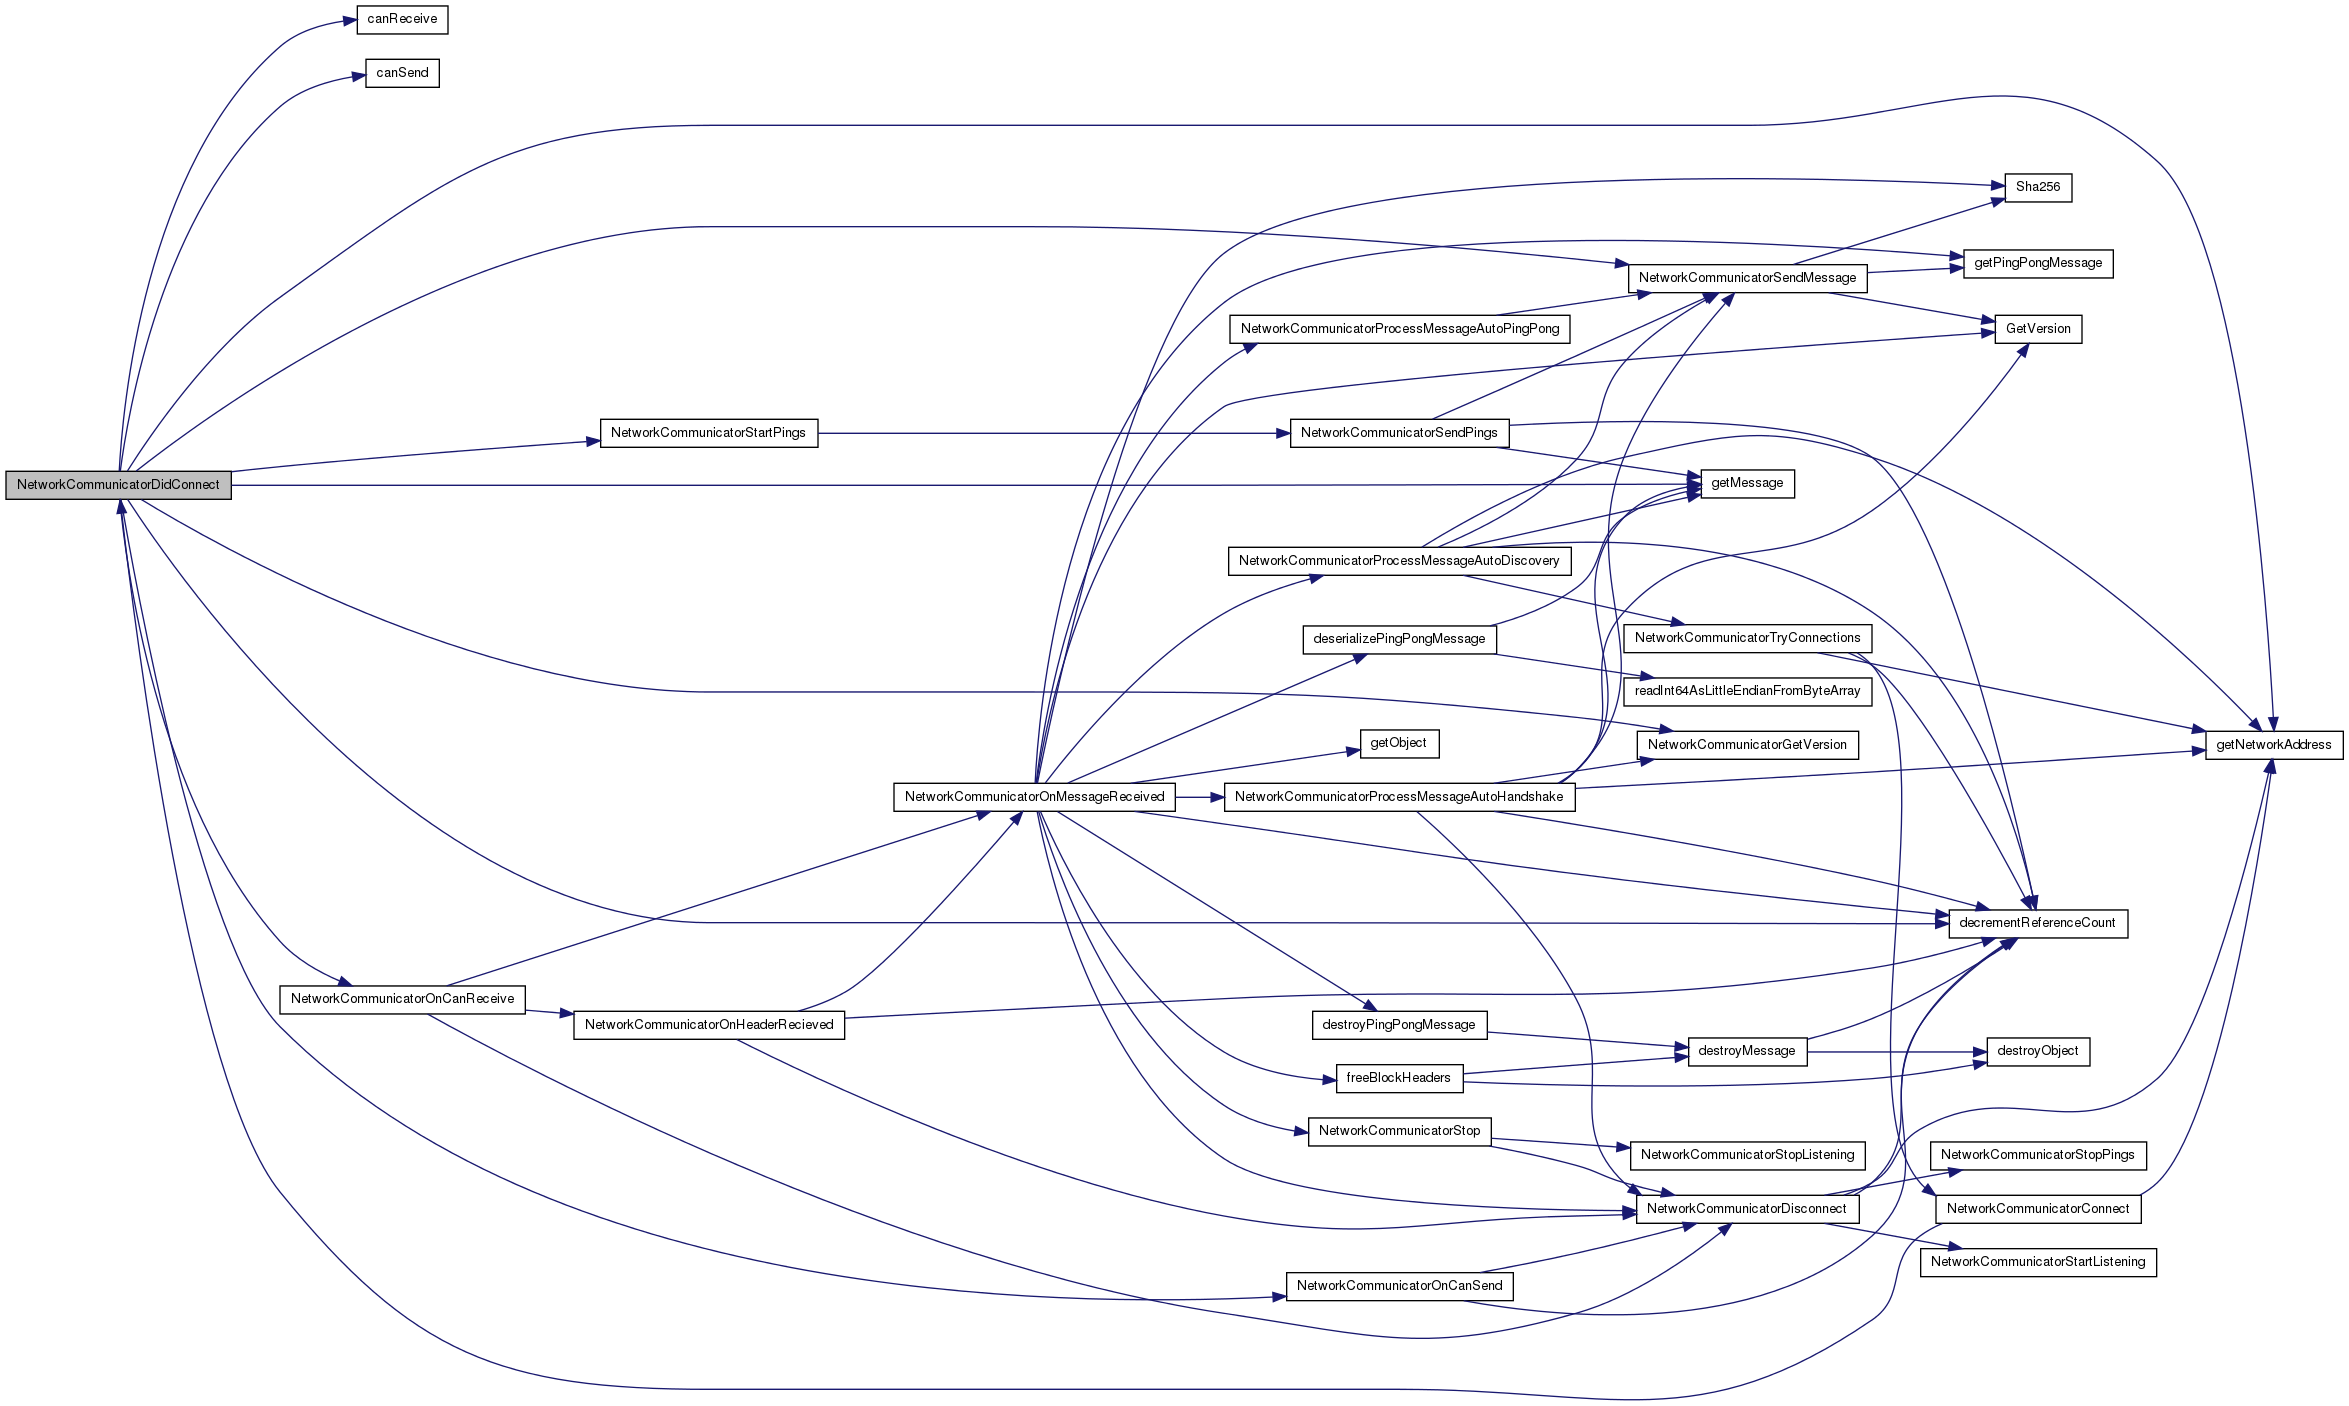 canReceive
canSend
Sha256
getPingPongMessage
NetworkCommunicatorSendMessage
NetworkCommunicatorProcessMessageAutoPingPong
GetVersion
NetworkCommunicatorStartPings
NetworkCommunicatorSendPings
NetworkCommunicatorDidConnect
getMessage
NetworkCommunicatorProcessMessageAutoDiscovery
deserializePingPongMessage
NetworkCommunicatorTryConnections
readInt64AsLittleEndianFromByteArray
getObject
NetworkCommunicatorGetVersion
getNetworkAddress
NetworkCommunicatorOnMessageReceived
NetworkCommunicatorProcessMessageAutoHandshake
decrementReferenceCount
NetworkCommunicatorOnCanReceive
NetworkCommunicatorOnHeaderRecieved
destroyPingPongMessage
destroyMessage
destroyObject
freeBlockHeaders
NetworkCommunicatorStop
NetworkCommunicatorStopListening
NetworkCommunicatorStopPings
NetworkCommunicatorDisconnect
NetworkCommunicatorConnect
NetworkCommunicatorStartListening
NetworkCommunicatorOnCanSend